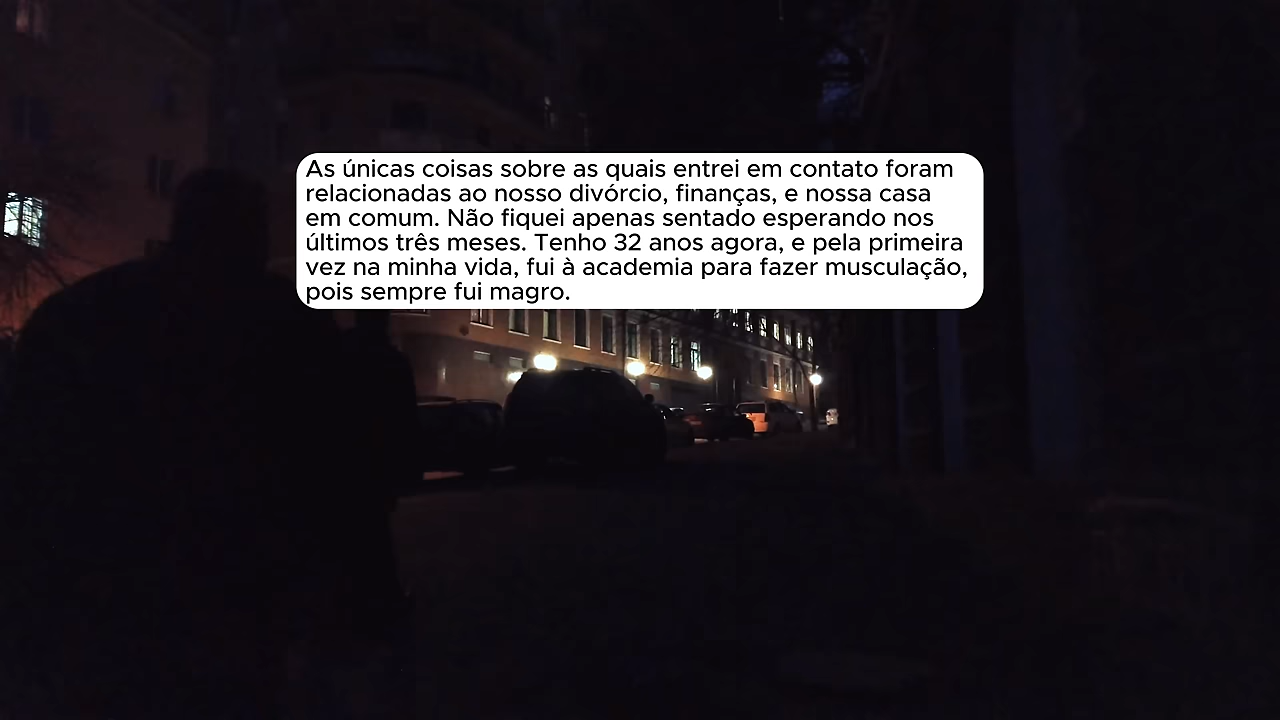 As únicas coisas sobre as quais entrei em contato foram
relacionadas ao nosso divórcio, finanças, e nossa casa
em comum. Não fiquei apenas sentado esperando nos
últimos três meses. Tenho 32 anos agora, e pela primeira
vez na minha vida, fui à academia para fazer musculação,
pois sempre fui magro.